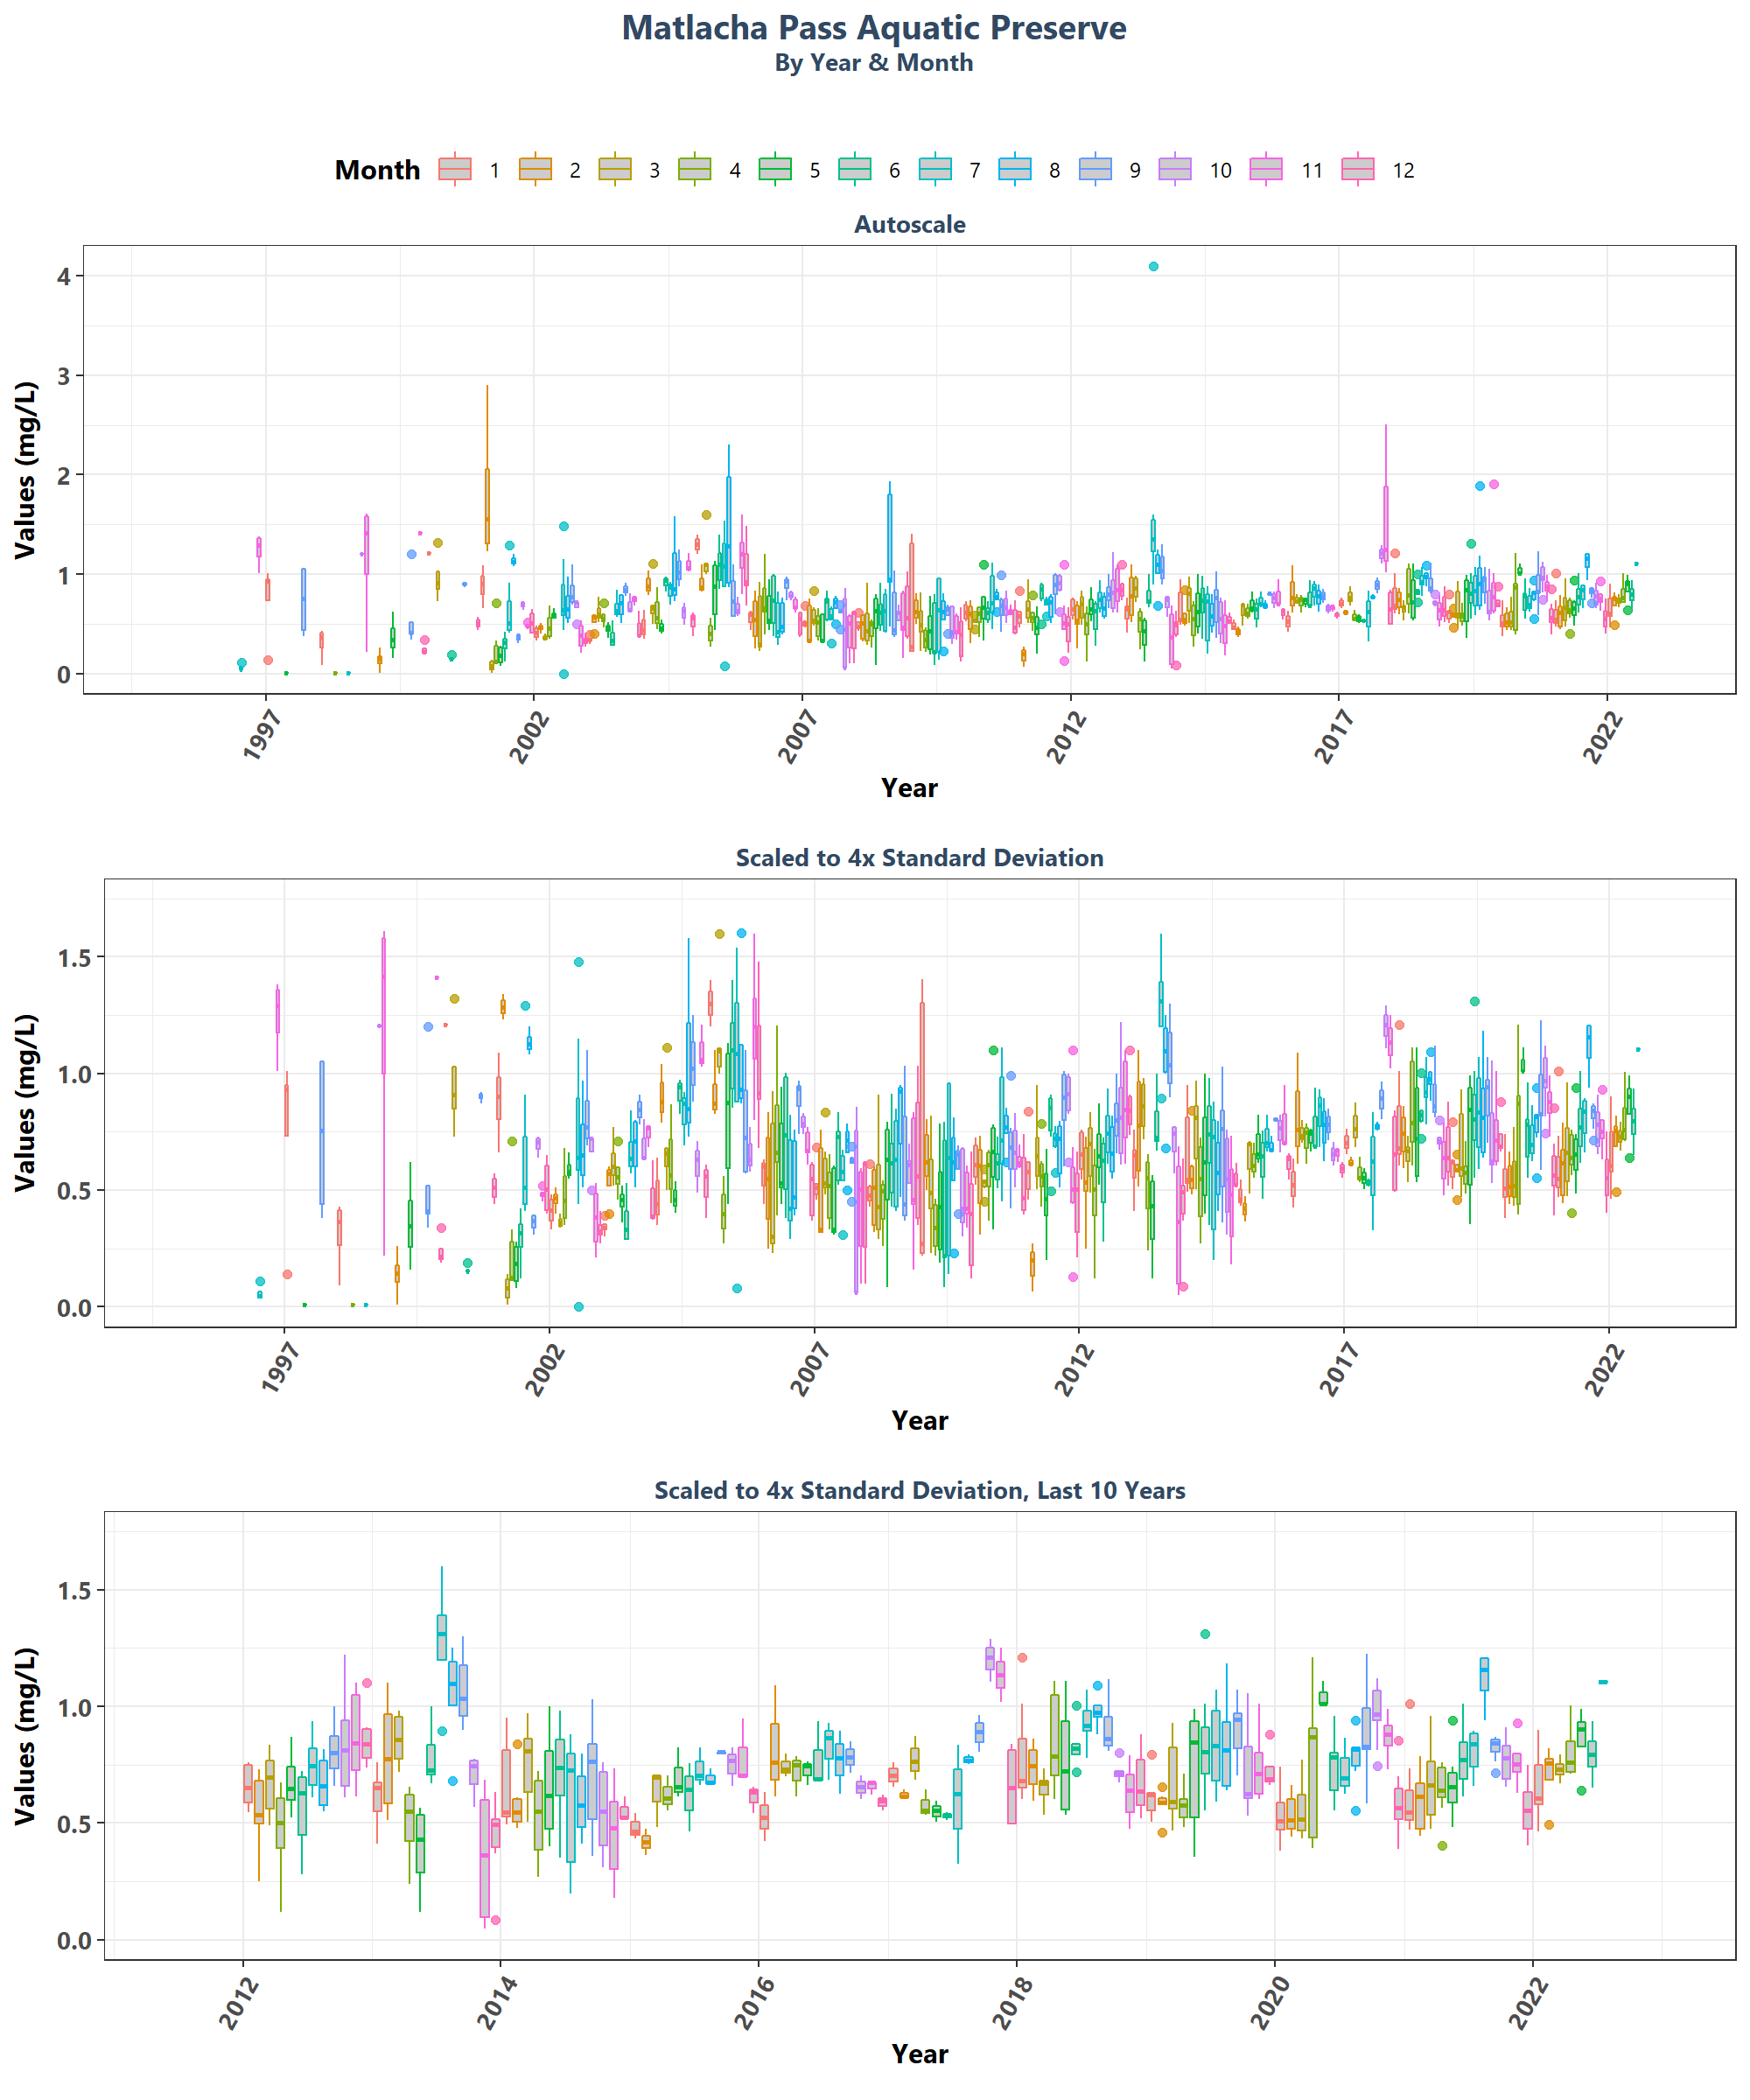 Matlacha Pass Aquatic Preserve
By Year & Month
Month 1 2 3 4 5 6 7 8 9 10 11 12
Autoscale
Values (mg/L)
4
3
2
1
0
1997 2002 2007 2012 2017 2022
Year
Scaled to 4x Standard Deviation
Values (mg/L)
1.5
1.0
0.5
0.0
1997 2002 2007 2012 2017 2022
Year
Scaled to 4x Standard Deviation, Last 10 Years
Values (mg/L)
1.5
1.0
0.5
0.0
2012 2014 2016 2018 2020 2022
Year